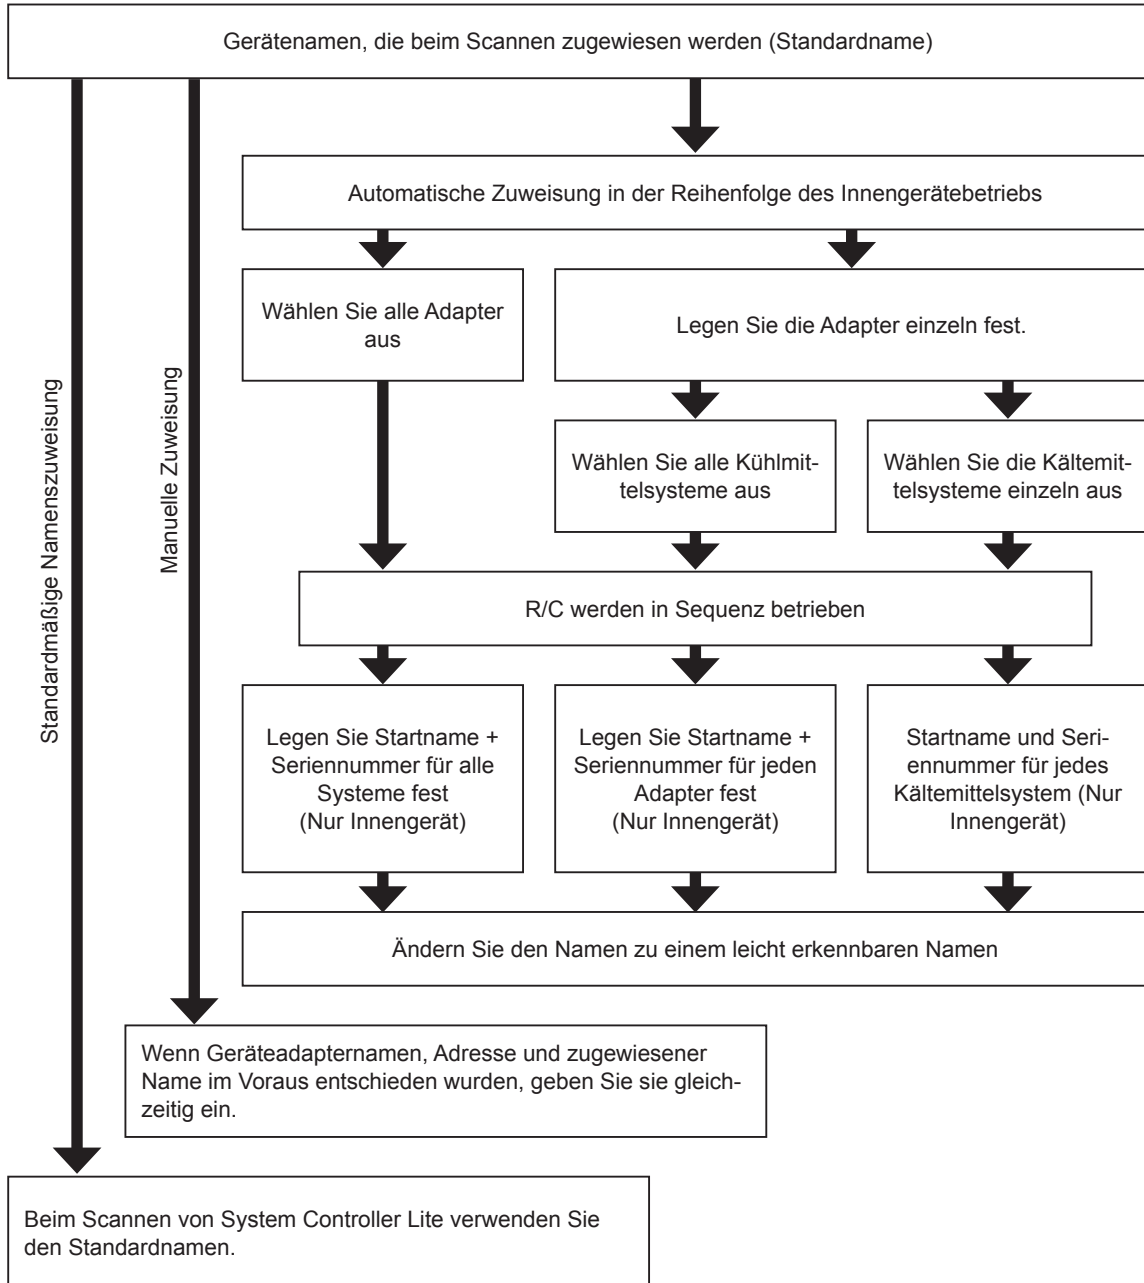 Gerätenamen, die beim Scannen zugewiesen werden (Standardname)
Automatische Zuweisung in der Reihenfolge des Innengerätebetriebs
Wählen Sie alle Adapter
aus
Legen Sie die Adapter einzeln fest.
Standardmäßige Namenszuweisung
Manuelle Zuweisung
Wählen Sie alle Kühlmit-
telsysteme aus
Wählen Sie die Kältemit-
telsysteme einzeln aus
R/C werden in Sequenz betrieben
Legen Sie Startname +
Seriennummer für alle
Systeme fest
(Nur Innengerät)
Legen Sie Startname +
Seriennummer für jeden
Adapter fest
(Nur Innengerät)
Startname und Seri-
ennummer für jedes
Kältemittelsystem (Nur
Innengerät)
Ändern Sie den Namen zu einem leicht erkennbaren Namen
Wenn Geräteadapternamen, Adresse und zugewiesener
Name im Voraus entschieden wurden, geben Sie sie gleich-
zeitig ein.
Beim Scannen von System Controller Lite verwenden Sie
den Standardnamen.